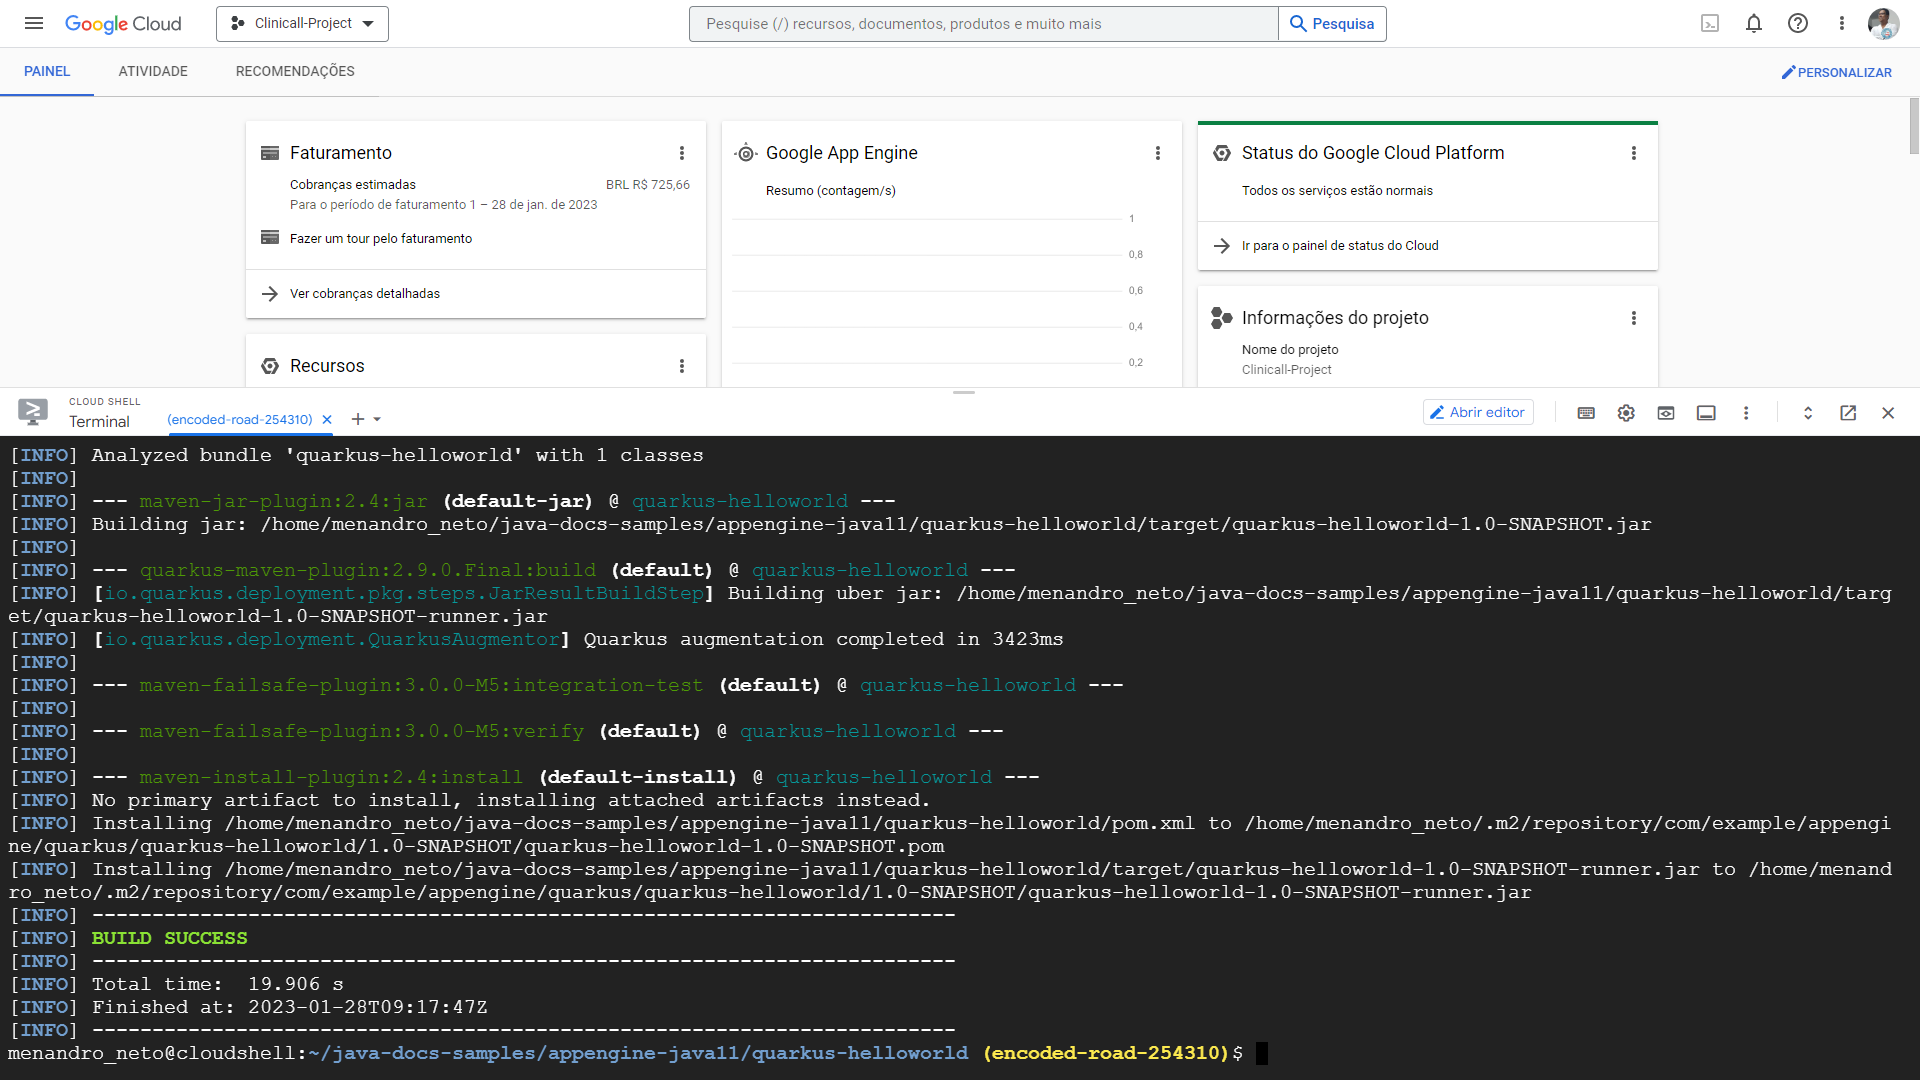 Google Cloud
Clinicall-Project
Pesquise (/) recursos, documentos, produtos e muito mais
Pesquisa
PAINEL
ATIVIDADE
RECOMENDAÇÕES
PERSONALIZAR
Faturamento
Cobranças estimadas
BRL R$ 725,66
Para o período de faturamento 1 – 28 de jan. de 2023
Fazer um tour pelo faturamento
Ver cobranças detalhadas
Recursos
Google App Engine
Resumo (contagem/s)
1
0,8
0,6
0,4
0,2
Status do Google Cloud Platform
Todos os serviços estão normais
Ir para o painel de status do Cloud
Informações do projeto
Nome do projeto
Clinicall-Project
CLOUD SHELL
Terminal
(encoded-road-254310)
Abrir editor
[INFO] Analyzed bundle 'quarkus-helloworld' with 1 classes
[INFO]
[INFO] --- maven-jar-plugin:2.4:jar (default-jar) @ quarkus-helloworld ---
[INFO] Building jar: /home/menandro_neto/java-docs-samples/appengine-java11/quarkus-helloworld/target/quarkus-helloworld-1.0-SNAPSHOT.jar
[INFO]
[INFO] --- quarkus-maven-plugin:2.9.0.Final:build (default) @ quarkus-helloworld ---
[INFO] [io.quarkus.deployment.pkg.steps.JarResultBuildStep] Building uber jar: /home/menandro_neto/java-docs-samples/appengine-java11/quarkus-helloworld/targ
et/quarkus-helloworld-1.0-SNAPSHOT-runner.jar
[INFO] [io.quarkus.deployment.QuarkusAugmentor] Quarkus augmentation completed in 3423ms
[INFO]
[INFO] --- maven-failsafe-plugin:3.0.0-M5:integration-test (default) @ quarkus-helloworld ---
[INFO]
[INFO] --- maven-failsafe-plugin:3.0.0-M5:verify (default) @ quarkus-helloworld ---
[INFO]
[INFO] --- maven-install-plugin:2.4:install (default-install) @ quarkus-helloworld ---
[INFO] No primary artifact to install, installing attached artifacts instead.
[INFO] Installing /home/menandro_neto/java-docs-samples/appengine-java11/quarkus-helloworld/pom.xml to /home/menandro_neto/.m2/repository/com/example/appengi
ne/quarkus/quarkus-helloworld/1.0-SNAPSHOT/quarkus-helloworld-1.0-SNAPSHOT.pom
[INFO] Installing /home/menandro_neto/java-docs-samples/appengine-java11/quarkus-helloworld/target/quarkus-helloworld-1.0-SNAPSHOT-runner.jar to /home/menand
ro_neto/.m2/repository/com/example/appengine/quarkus/quarkus-helloworld/1.0-SNAPSHOT/quarkus-helloworld-1.0-SNAPSHOT-runner.jar
[INFO] ------------------------------------------------------------------------
[INFO] BUILD SUCCESS
[INFO] ------------------------------------------------------------------------
[INFO] Total time:  19.906 s
[INFO] Finished at: 2023-01-28T09:17:47Z
[INFO] ------------------------------------------------------------------------
menandro_neto@cloudshell:~/java-docs-samples/appengine-java11/quarkus-helloworld (encoded-road-254310)$